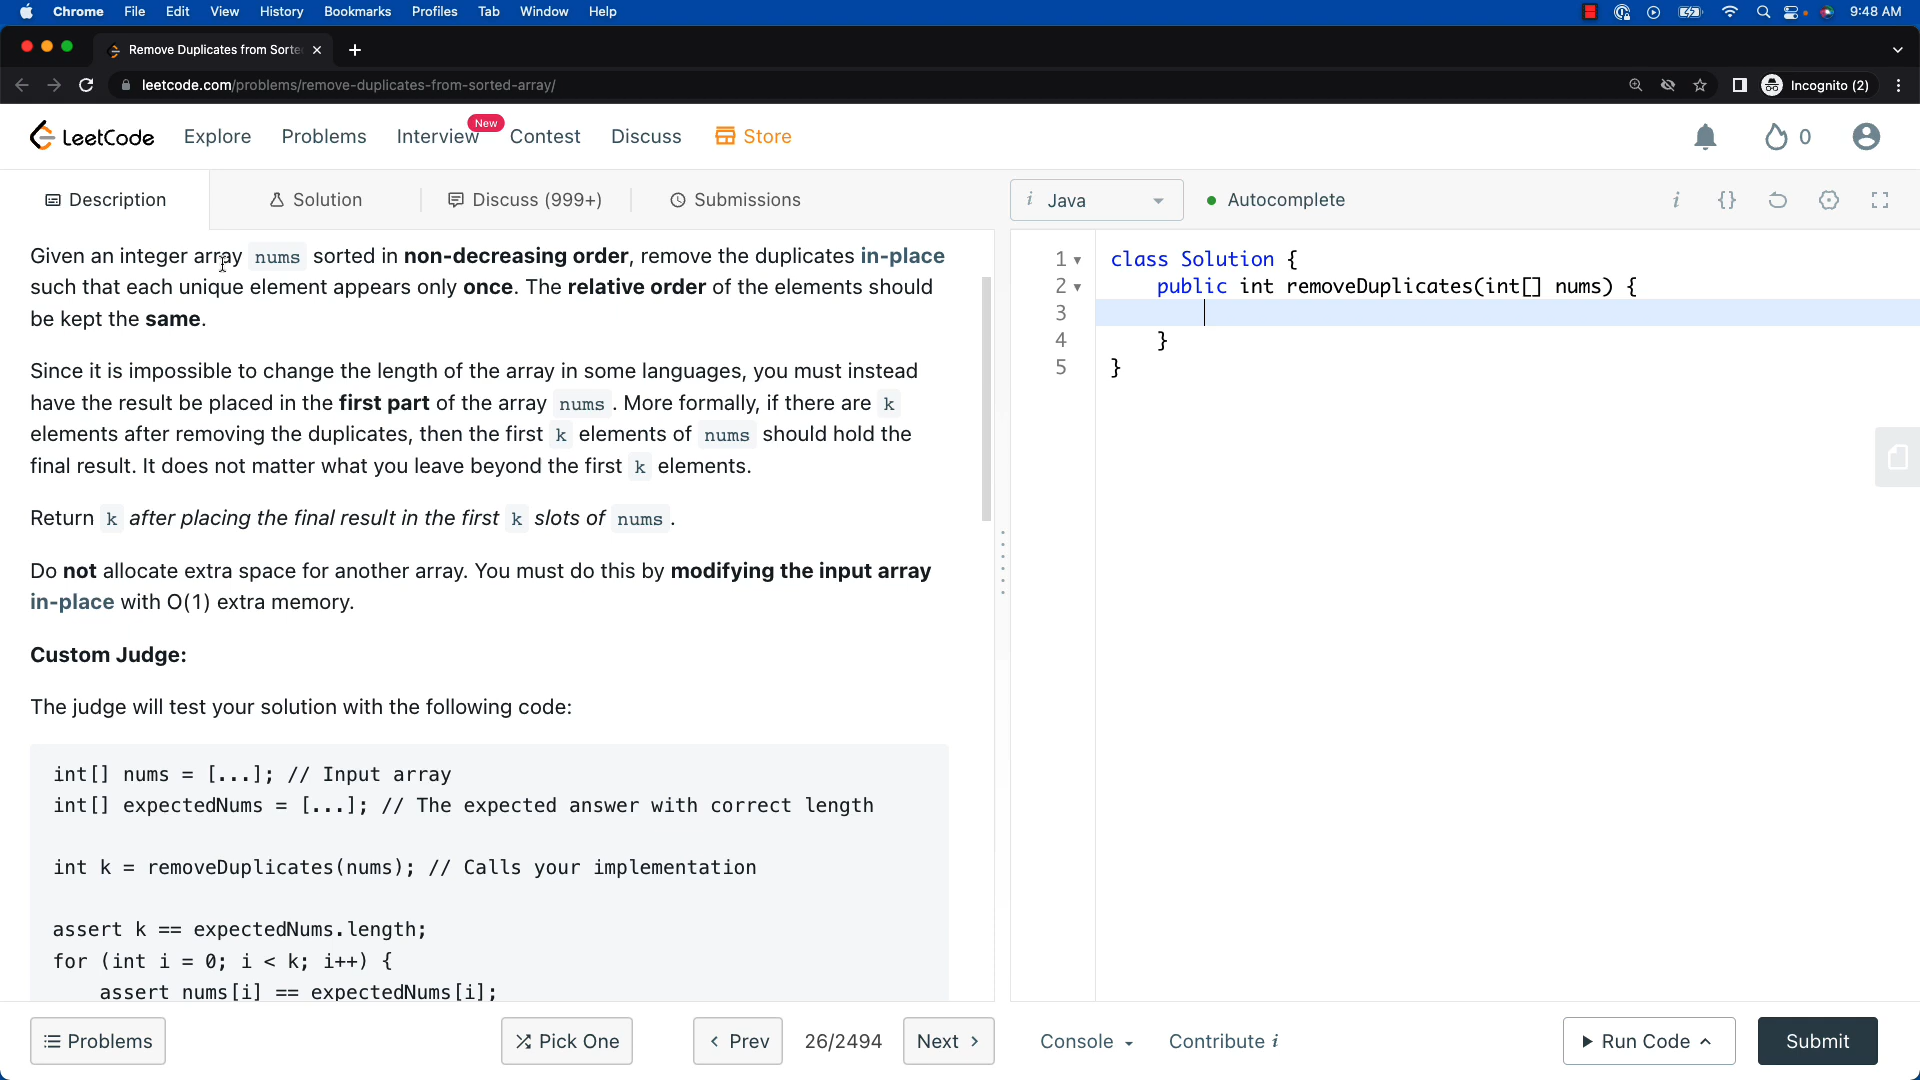 Chrome File Edit View History Bookmarks Profiles Tab Window Help 9:48 AM
Remove Duplicates from Sorte
leetcode.com/problems/remove-duplicates-from-sorted-array/ Incognito (2)
LeetCode Explore Problems Interview New Contest Discuss Store 0
Description Solution Discuss (999+) Submissions i Java Autocomplete i {}
Given an integer array nums sorted in non-decreasing order, remove the duplicates in-place
such that each unique element appears only once. The relative order of the elements should
be kept the same.
Since it is impossible to change the length of the array in some languages, you must instead
have the result be placed in the first part of the array nums . More formally, if there are k
elements after removing the duplicates, then the first k elements of nums should hold the
final result. It does not matter what you leave beyond the first k elements.
Return k after placing the final result in the first k slots of nums .
Do not allocate extra space for another array. You must do this by modifying the input array
in-place with O(1) extra memory.
Custom Judge:
The judge will test your solution with the following code:
int[] nums = [...]; // Input array
int[] expectedNums = [...]; // The expected answer with correct length
int k = removeDuplicates(nums); // Calls your implementation
assert k == expectedNums.length;
for (int i = 0; i < k; i++) {
assert nums[i] == expectedNums[i];
1 class Solution {
2 public int removeDuplicates(int[] nums) {
3
4 }
5 }
Problems Pick One Prev 26/2494 Next Console Contribute i Run Code Submit